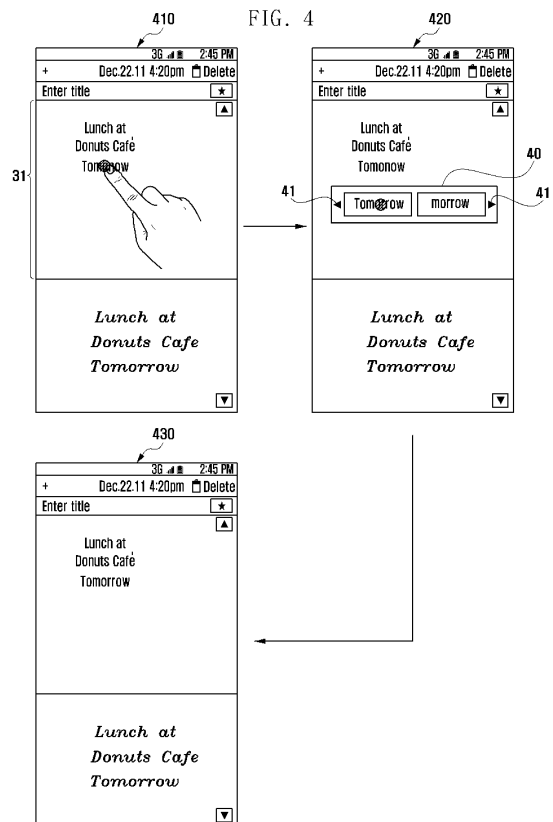 FIG. 4
410
3G 2:45 PM
+ Dec.22.11 4:20pm Delete
Enter title ★
▲
31
Lunch at
Donuts Café
Tomonow
Lunch at
Donuts Cafe
Tomorrow
▼
420
3G 2:45 PM
+ Dec.22.11 4:20pm Delete
Enter title ★
▲
Lunch at
Donuts Café
Tomonow
40
41 41
◀ Tomorrow morrow ▶
Lunch at
Donuts Cafe
Tomorrow
▼
430
3G 2:45 PM
+ Dec.22.11 4:20pm Delete
Enter title ★
▲
Lunch at
Donuts Café
Tomorrow
Lunch at
Donuts Cafe
Tomorrow
▼